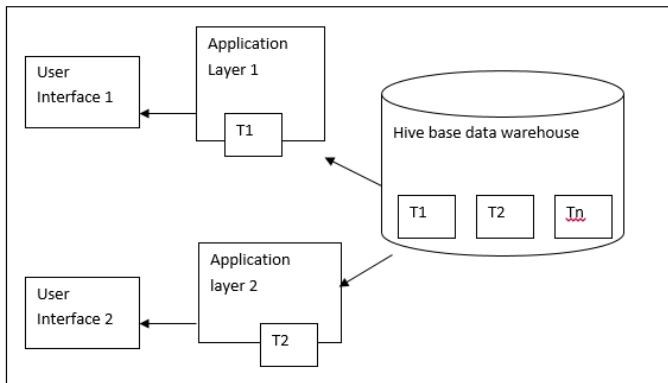 Application
Layer 1
User
Interface 1
T1
Hive base data warehouse
T1
T2
Tn
Application
layer 2
User
Interface 2
T2